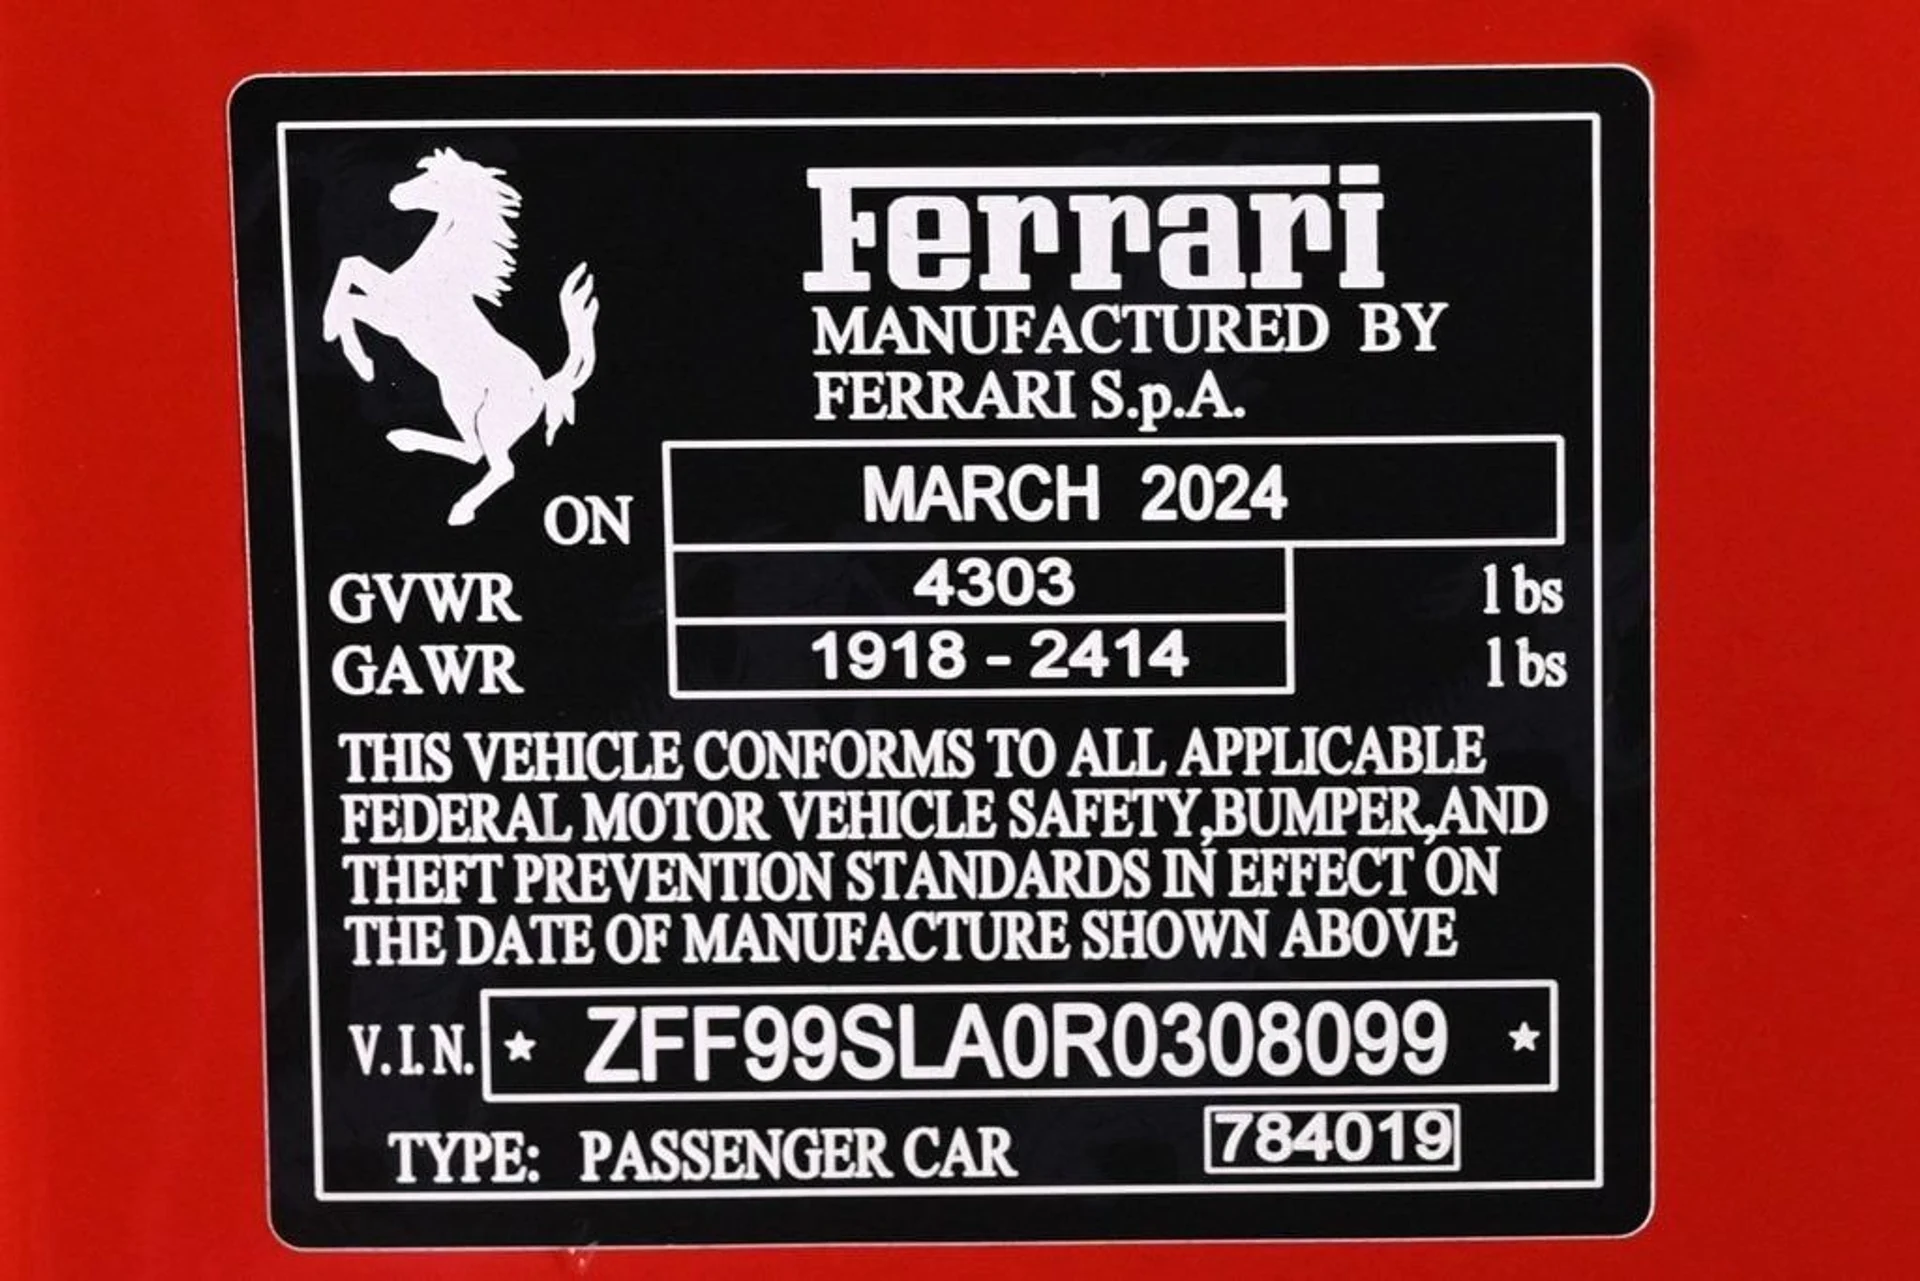 Ferrari
MANUFACTURED BY
FERRARI S.p.A.
ON MARCH 2024
GVWR 4303 lbs
GAWR 1918 - 2414 lbs
THIS VEHICLE CONFORMS TO ALL APPLICABLE
FEDERAL MOTOR VEHICLE SAFETY,BUMPER,AND
THEFT PREVENTION STANDARDS IN EFFECT ON
THE DATE OF MANUFACTURE SHOWN ABOVE
V.I.N. ★ ZFF99SLA0R0308099 ★
TYPE: PASSENGER CAR 784019